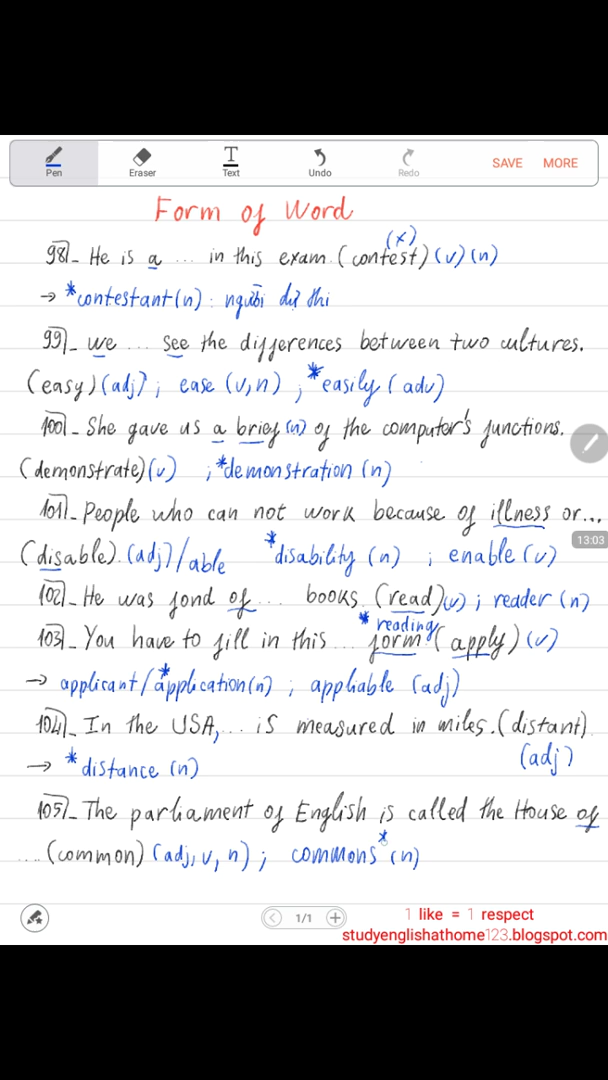 Pen
Eraser
T
Text
Undo
Redo
SAVE
MORE
Form of Word
98)_ He is a ... in this exam. (contest) (v) (n)
(x)
→ *contestant (n) : người dự thi
99)_ We ... see the differences between two cultures.
(easy) (adj) ; ease (v,n) ; *easily (adv)
100)_ She gave us a brief (n) of the computer's functions.
(demonstrate) (v) ; *demonstration (n)
101)_ People who can not work because of illness or...
13:03
(disable). (adj) / able *disability (n) ; enable (v)
102)_ He was fond of ... books. (read) (v) ; reader (n)
* reading
103)_ You have to fill in this ... form (apply) (v)
→ applicant / *application (n) ; appliable (adj)
104)_ In the USA, ... is measured in miles. (distant)
→ * distance (n) (adj)
105)_ The parliament of English is called the House of
.... (common) (adj, v, n) ; commons* (n)
1/1
1 like = 1 respect
studyenglishathome123.blogspot.com